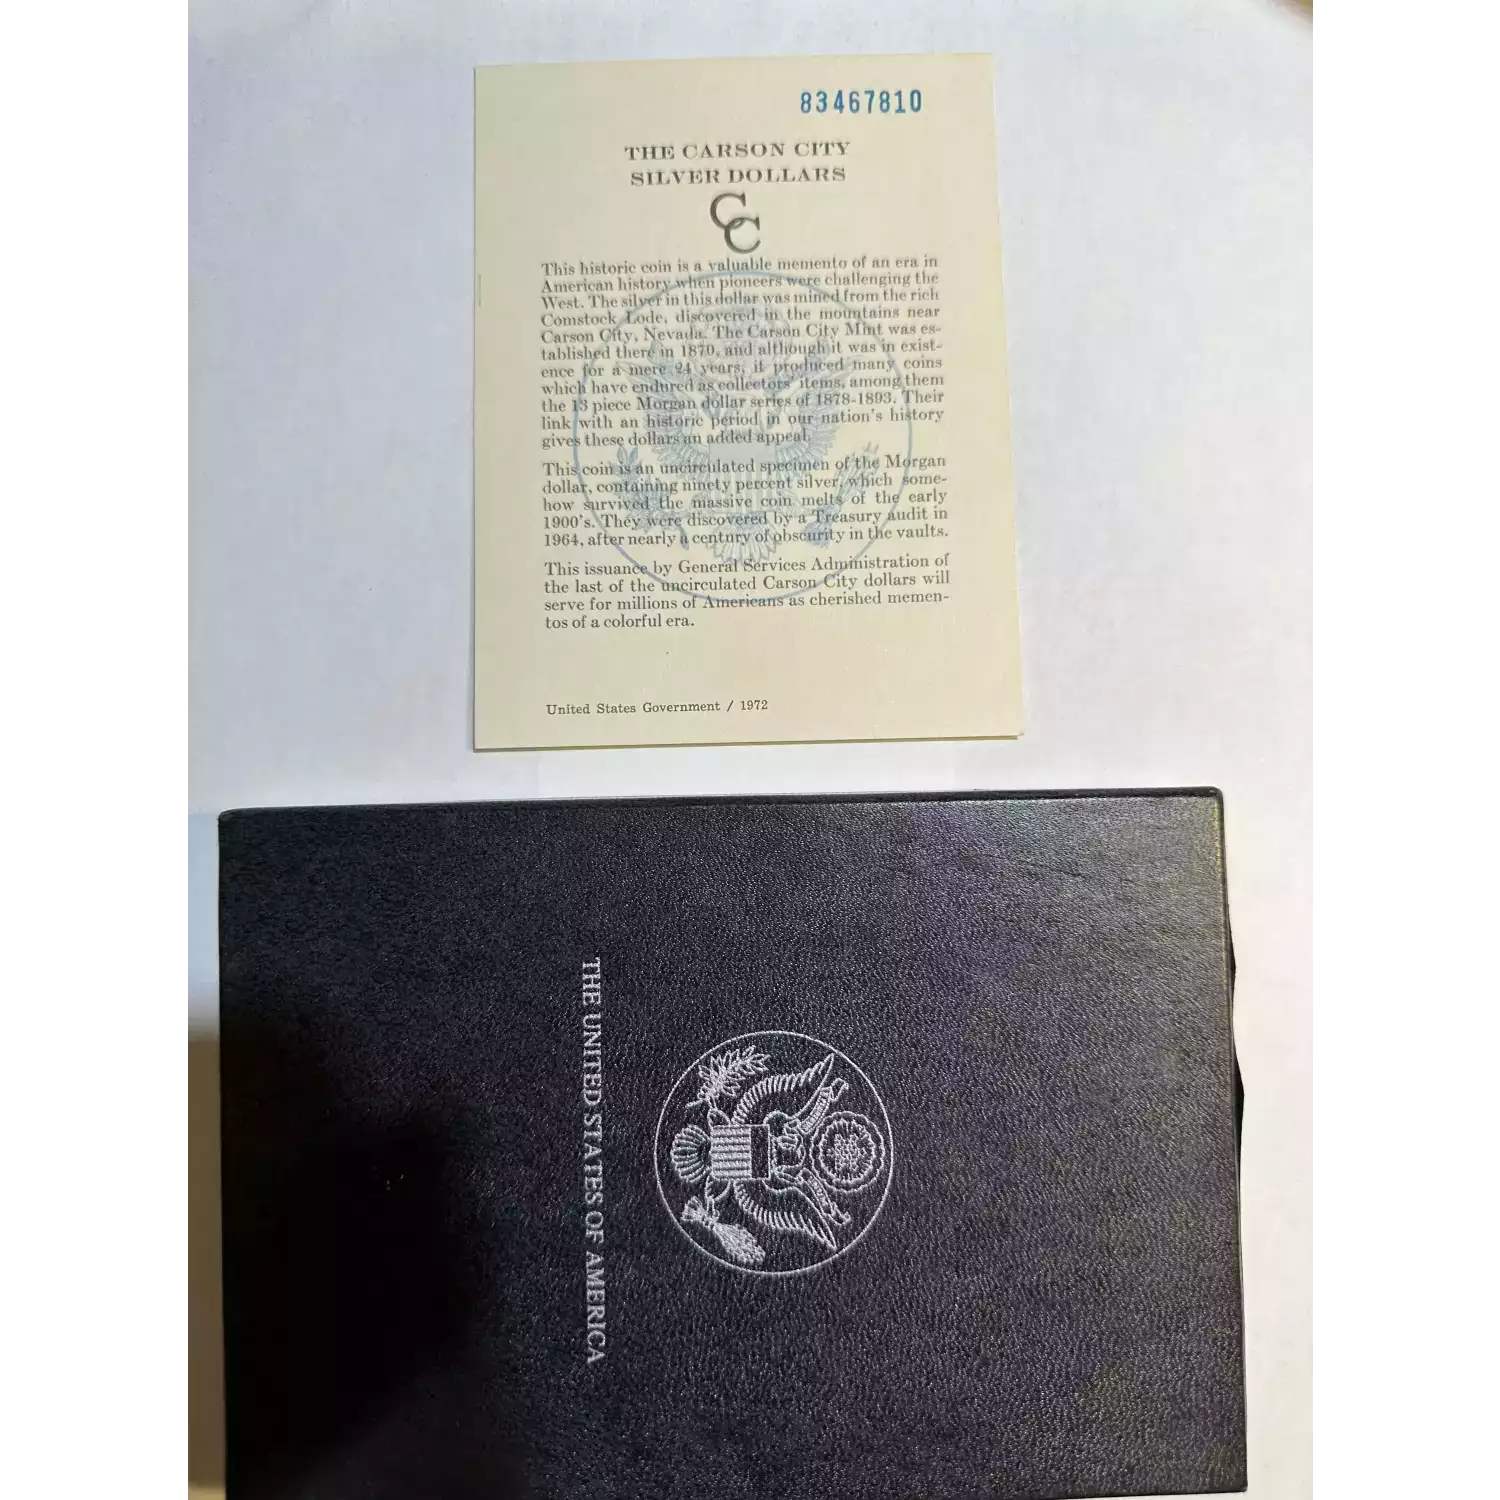 83467810
THE CARSON CITY
SILVER DOLLARS
CC
This historic coin is a valuable memento of an era in
American history when pioneers were challenging the
West. The silver in this dollar was mined from the rich
Comstock Lode, discovered in the mountains near
Carson City, Nevada. The Carson City Mint was es-
tablished there in 1870, and although it was in exist-
ence for a mere 24 years, it produced many coins
which have endured as collectors' items, among them
the 13 piece Morgan dollar series of 1878-1893. Their
link with an historic period in our nation's history
gives these dollars an added appeal.
This coin is an uncirculated specimen of the Morgan
dollar, containing ninety percent silver, which some-
how survived the massive coin melts of the early
1900's. They were discovered by a Treasury audit in
1964, after nearly a century of obscurity in the vaults.
This issuance by General Services Administration of
the last of the uncirculated Carson City dollars will
serve for millions of Americans as cherished memen-
tos of a colorful era.
United States Government / 1972
THE UNITED STATES OF AMERICA